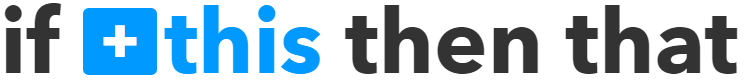 if +this then that